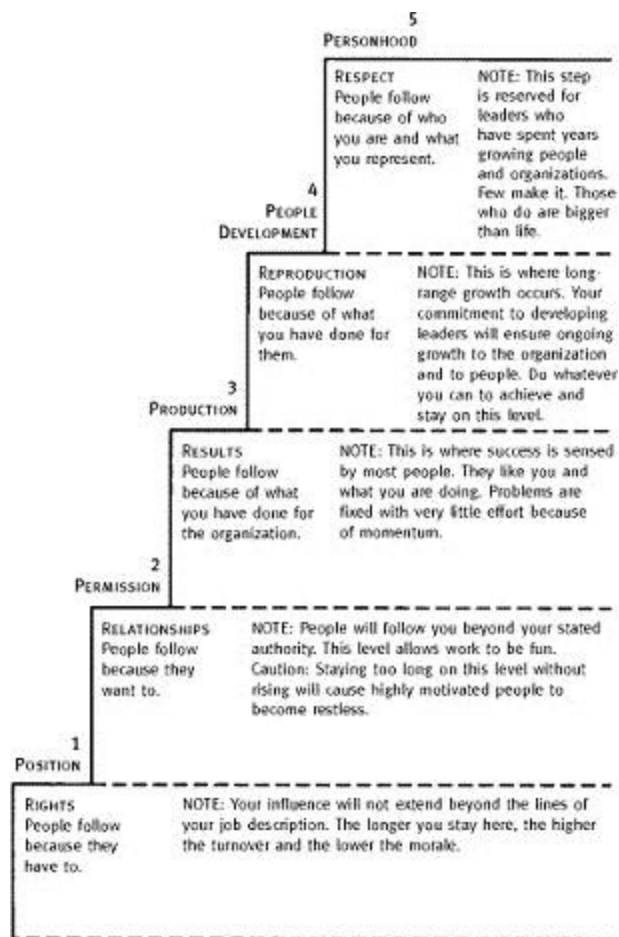 5
PERSONHOOD
RESPECT
People follow
because of who
you are and what
you represent.
NOTE: This step
is reserved for
leaders who
have spent years
growing people
and organizations.
Few make it. Those
who do are bigger
than life.
4
PEOPLE
DEVELOPMENT
REPRODUCTION
People follow
because of what
you have done for
them.
NOTE: This is where long-
range growth occurs. Your
commitment to developing
leaders will ensure ongoing
growth to the organization
and to people. Do whatever
you can to achieve and
stay on this level.
3
PRODUCTION
RESULTS
People follow
because of what
you have done for
the organization.
NOTE: This is where success is sensed
by most people. They like you and
what you are doing. Problems are
fixed with very little effort because
of momentum.
2
PERMISSION
RELATIONSHIPS
People follow
because they
want to.
NOTE: People will follow you beyond your stated
authority. This level allows work to be fun.
Caution: Staying too long on this level without
rising will cause highly motivated people to
become restless.
1
POSITION
RIGHTS
People follow
because they
have to.
NOTE: Your influence will not extend beyond the lines of
your job description. The longer you stay here, the higher
the turnover and the lower the morale.